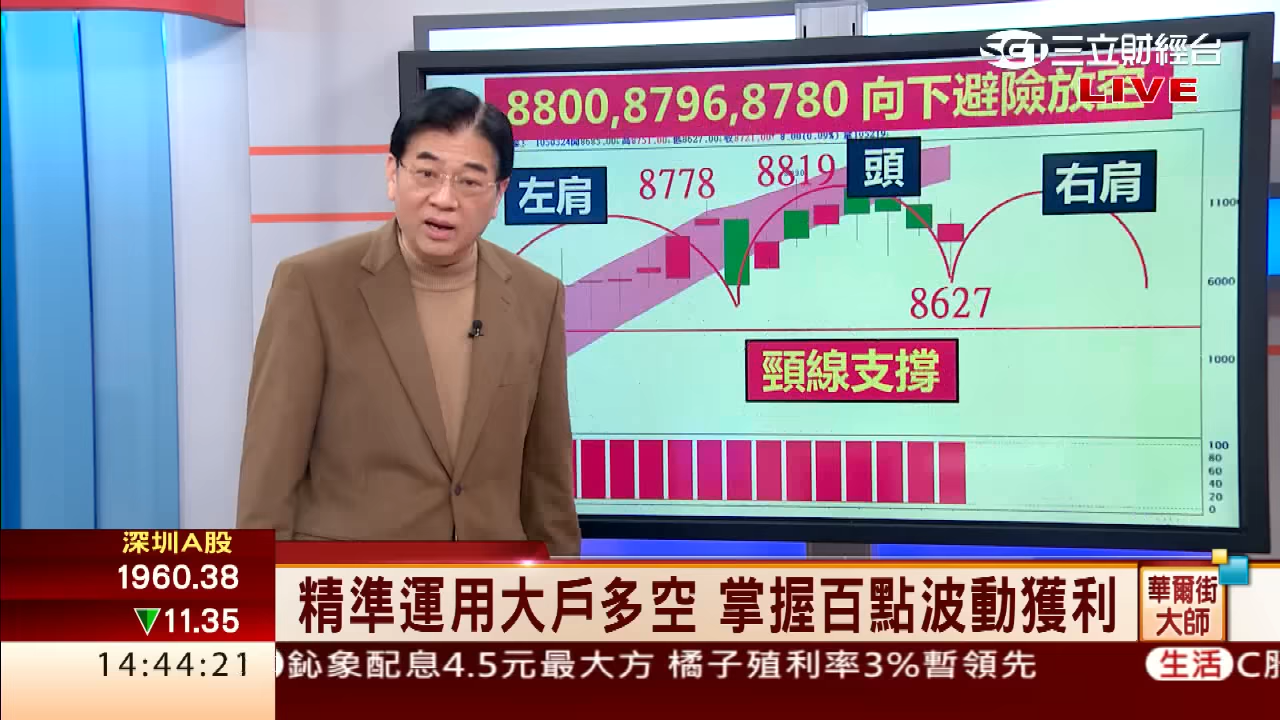 SET 三立財經台
LIVE
8800,8796,8780 向下避險放空
左肩
8778
8819
頭
右肩
11000
6000
8627
1000
頸線支撐
100
80
60
40
20
0
深圳A股
1960.38
▼11.35
精準運用大戶多空 掌握百點波動獲利
華爾街
大師
14:44:21
鈊象配息4.5元最大方 橘子殖利率3%暫領先
生活